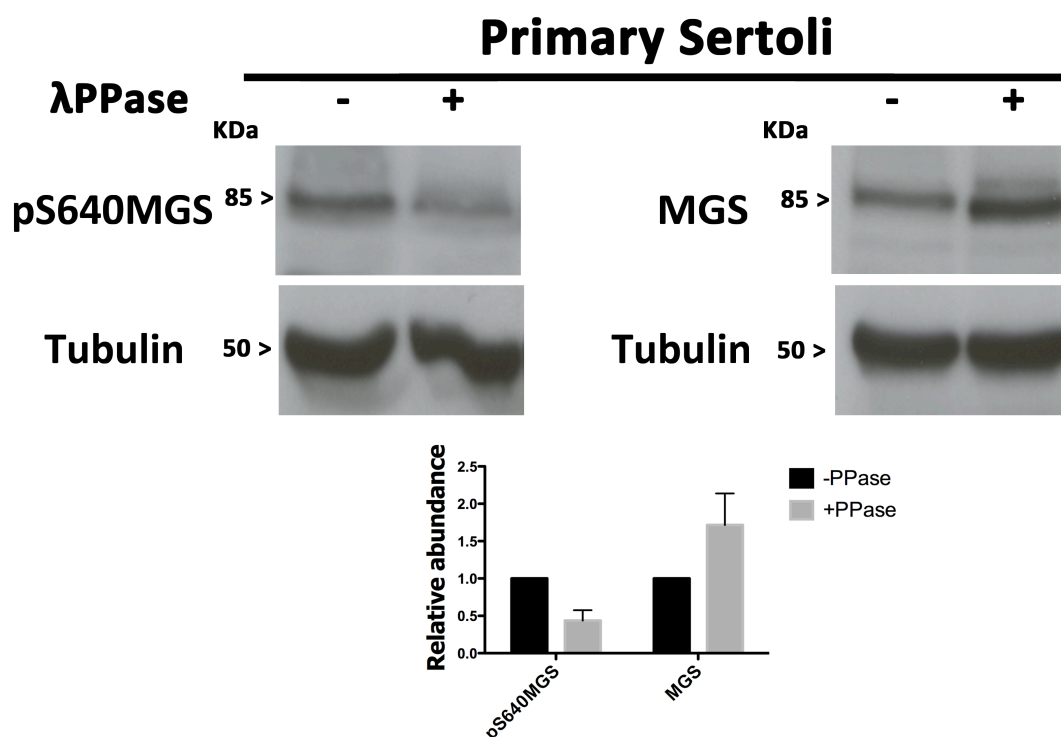 Primary Sertoli
λPPase - + - +
KDa KDa
pS640MGS 85 > MGS 85 >
Tubulin 50 > Tubulin 50 >
Relative abundance
2.5
2.0
1.5
1.0
0.5
0.0
pS640MGS
MGS
-PPase
+PPase